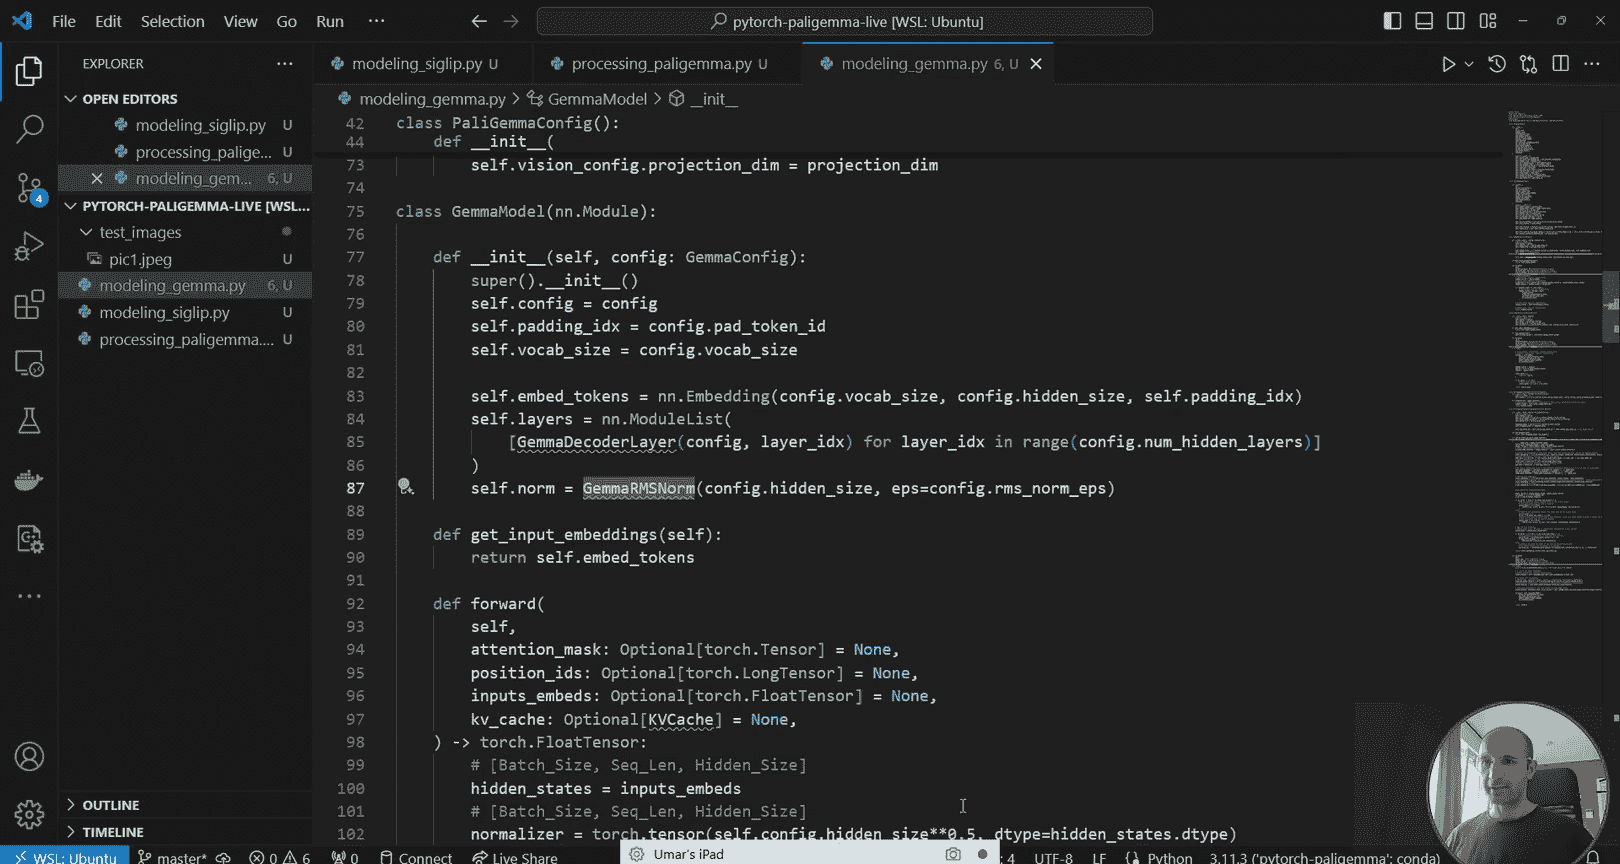 File Edit Selection View Go Run ···
pytorch-paligemma-live [WSL: Ubuntu]
EXPLORER
OPEN EDITORS
modeling_siglip.py U
processing_palige... U
modeling_gem... 6, U
PYTORCH-PALIGEMMA-LIVE [WSL...
test_images
pic1.jpeg U
modeling_gemma.py 6, U
modeling_siglip.py U
processing_paligemma.... U
OUTLINE
TIMELINE
4
modeling_siglip.py U processing_paligemma.py U modeling_gemma.py 6, U
modeling_gemma.py > GemmaModel > __init__
42 class PaliGemmaConfig():
44 def __init__(
73 self.vision_config.projection_dim = projection_dim
74
75 class GemmaModel(nn.Module):
76
77 def __init__(self, config: GemmaConfig):
78 super().__init__()
79 self.config = config
80 self.padding_idx = config.pad_token_id
81 self.vocab_size = config.vocab_size
82
83 self.embed_tokens = nn.Embedding(config.vocab_size, config.hidden_size, self.padding_idx)
84 self.layers = nn.ModuleList(
85 [GemmaDecoderLayer(config, layer_idx) for layer_idx in range(config.num_hidden_layers)]
86 )
87 self.norm = GemmaRMSNorm(config.hidden_size, eps=config.rms_norm_eps)
88
89 def get_input_embeddings(self):
90 return self.embed_tokens
91
92 def forward(
93 self,
94 attention_mask: Optional[torch.Tensor] = None,
95 position_ids: Optional[torch.LongTensor] = None,
96 inputs_embeds: Optional[torch.FloatTensor] = None,
97 kv_cache: Optional[KVCache] = None,
98 ) -> torch.FloatTensor:
99 # [Batch_Size, Seq_Len, Hidden_Size]
100 hidden_states = inputs_embeds
101 # [Batch_Size, Seq_Len, Hidden_Size]
102 normalizer = torch.tensor(self.config.hidden_size**0.5, dtype=hidden_states.dtype)
WSL: Ubuntu master* 0 6 0 Connect Live Share Umar's iPad : 4 UTF-8 LF Python 3.11.3 ('pytorch-paligemma': conda)